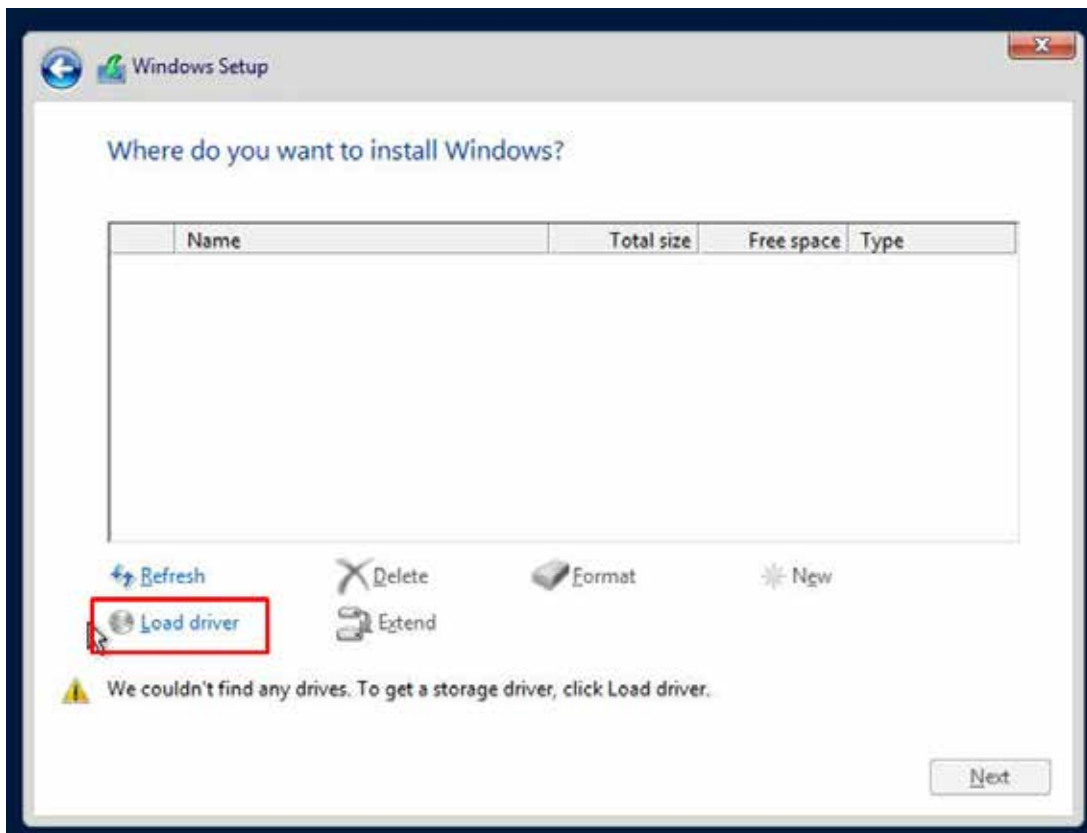 Windows Setup
Where do you want to install Windows?
Name Total size Free space Type
Refresh Delete Format New
Load driver Extend
We couldn't find any drives. To get a storage driver, click Load driver.
Next